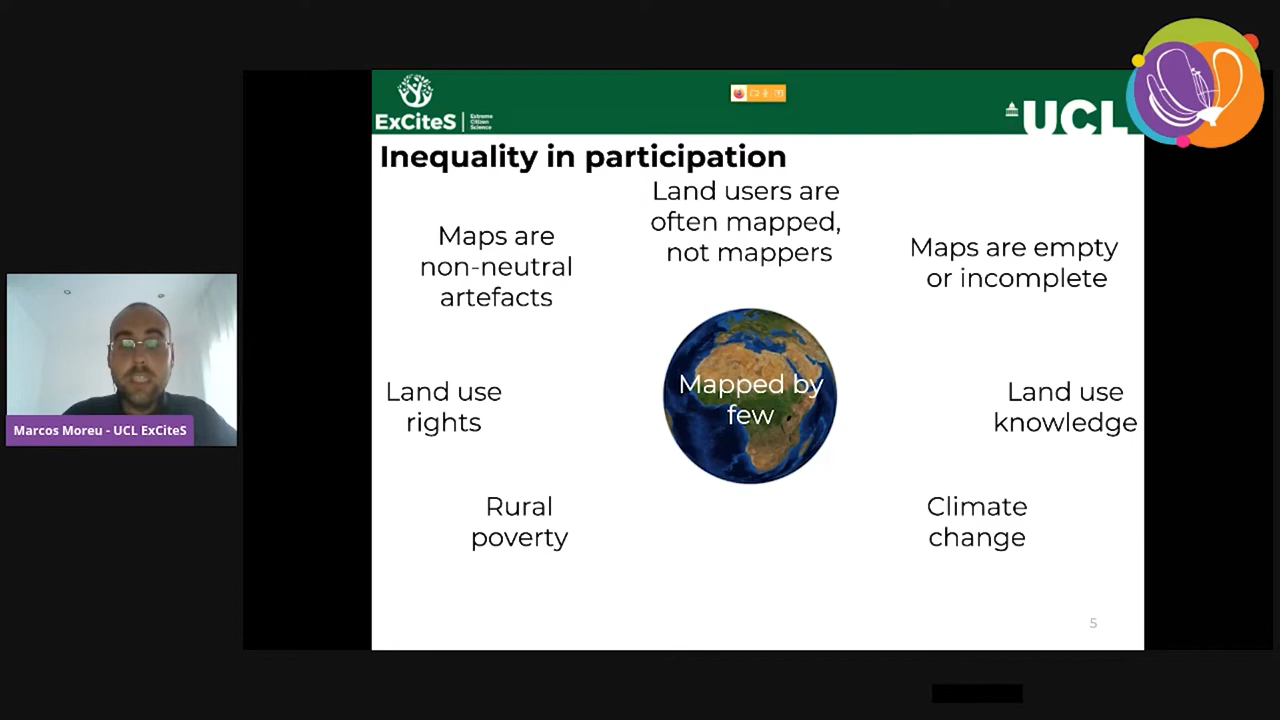 ExCiteS
Extreme
Citizen
Science
UCL
Inequality in participation
Land users are
often mapped,
not mappers
Maps are
non-neutral
artefacts
Maps are empty
or incomplete
Mapped by
few
Land use
rights
Land use
knowledge
Marcos Moreu - UCL ExCiteS
Rural
poverty
Climate
change
5